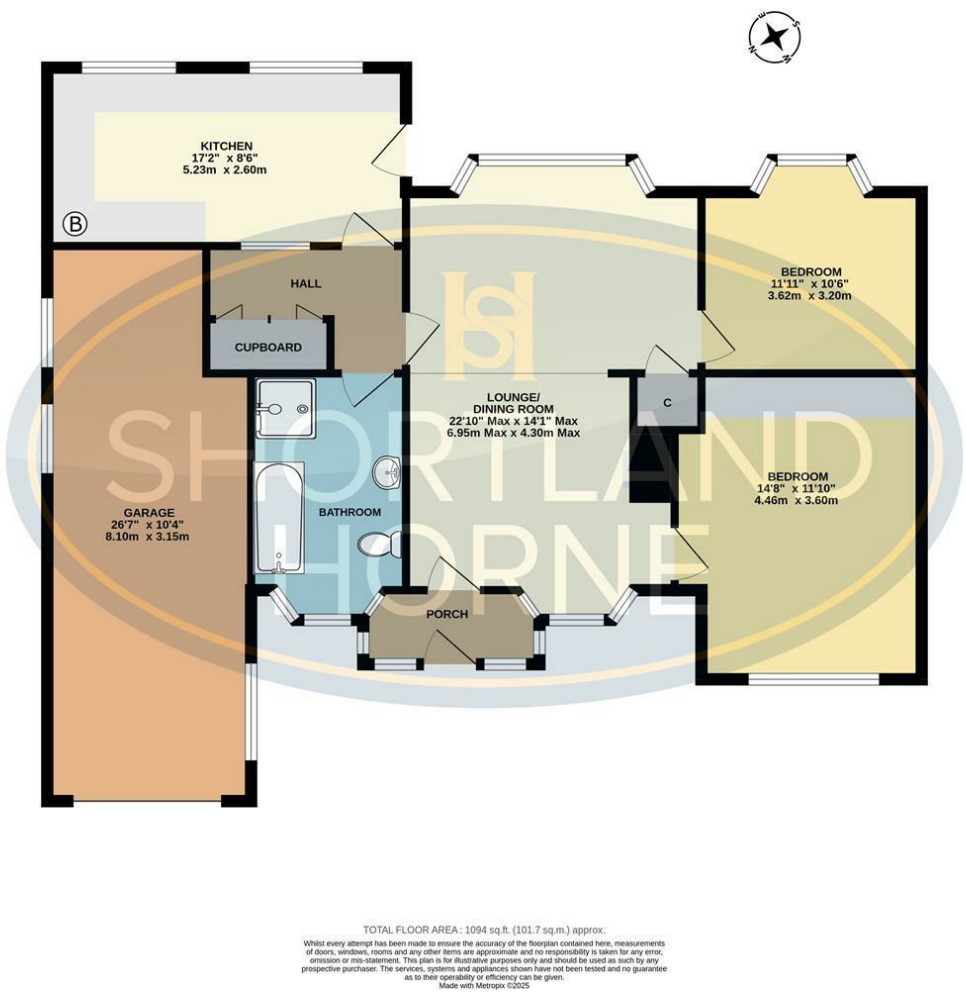 E
S
N
W
KITCHEN
17'2" x 8'6"
5.23m x 2.60m
B
HALL
CUPBOARD
BEDROOM
11'11" x 10'6"
3.62m x 3.20m
LOUNGE/
DINING ROOM
22'10" Max x 14'1" Max
6.95m Max x 4.30m Max
C
SH
SHORTLAND
HORNE
BEDROOM
14'8" x 11'10"
4.46m x 3.60m
GARAGE
26'7" x 10'4"
8.10m x 3.15m
BATHROOM
PORCH
TOTAL FLOOR AREA : 1094 sq.ft. (101.7 sq.m.) approx.
Whilst every attempt has been made to ensure the accuracy of the floorplan contained here, measurements
of doors, windows, rooms and any other items are approximate and no responsibility is taken for any error,
omission or mis-statement. This plan is for illustrative purposes only and should be used as such by any
prospective purchaser. The services, systems and appliances shown have not been tested and no guarantee
as to their operability or efficiency can be given.
Made with Metropix ©2025